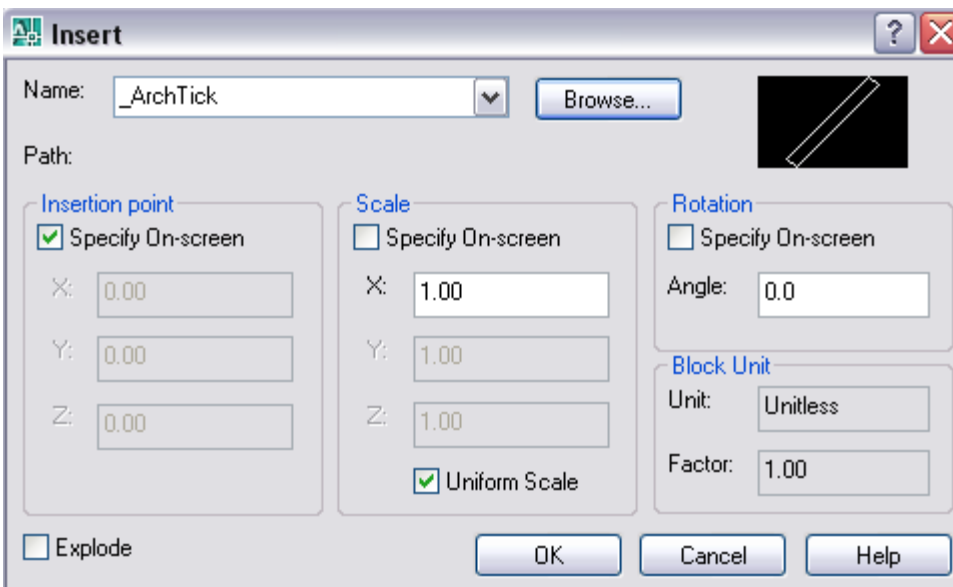 Insert
Name: _ArchTick Browse...
Path:
Insertion point Scale Rotation
Specify On-screen Specify On-screen Specify On-screen
X: 0.00 X: 1.00 Angle: 0.0
Y: 0.00 Y: 1.00
Block Unit
Z: 0.00 Z: 1.00 Unit: Unitless
Uniform Scale Factor: 1.00
Explode OK Cancel Help